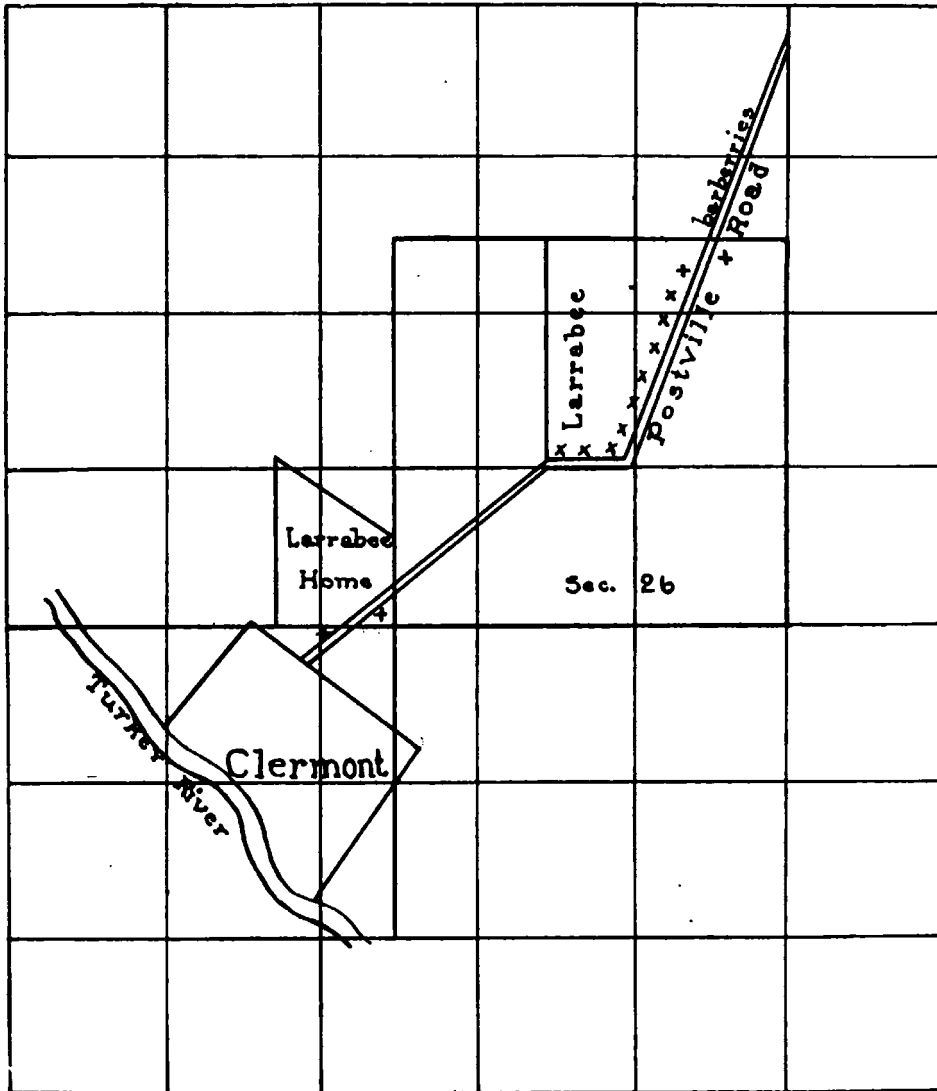 barberries
Postville Road
Larrabee
Larrabee
Home
Sec. 26
Turkey River
Clermont